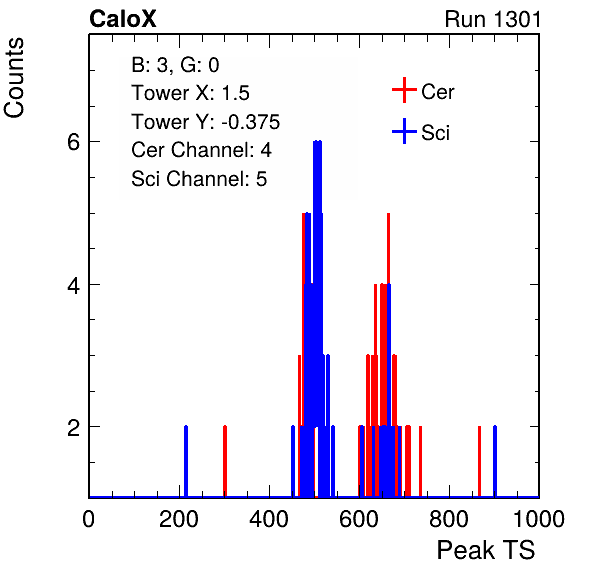 CaloX Run 1301
Counts
B: 3, G: 0
Tower X: 1.5
Tower Y: -0.375
Cer Channel: 4
Sci Channel: 5
Cer
Sci
6
4
2
0 200 400 600 800 1000
Peak TS